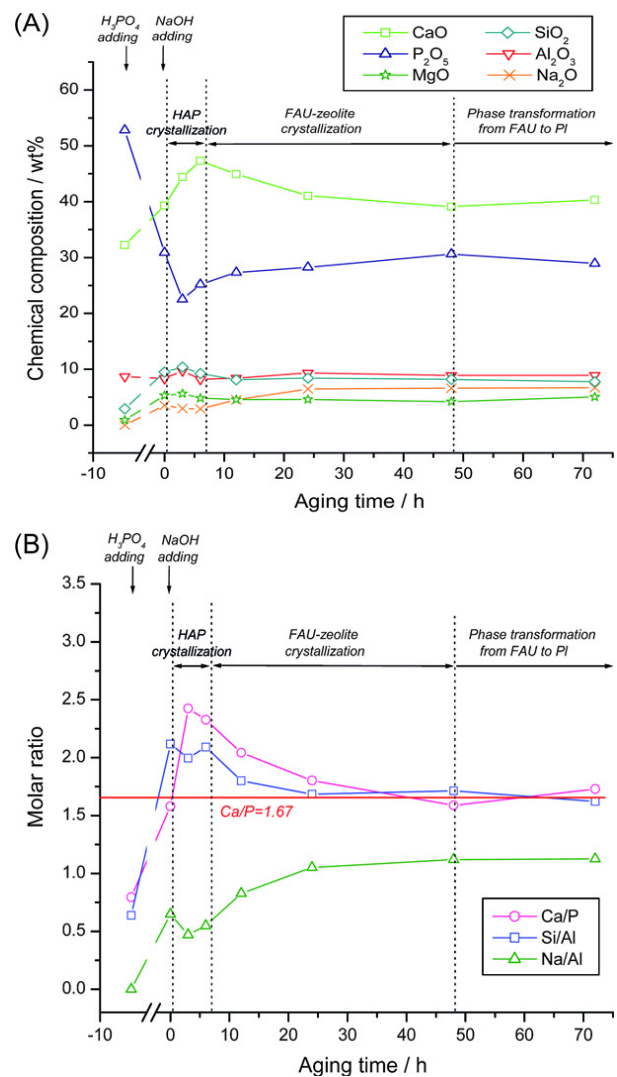 (A)
H3PO4 adding
NaOH adding
CaO
P2O5
MgO
SiO2
Al2O3
Na2O
HAP crystallization
FAU-zeolite crystallization
Phase transformation from FAU to PI
Chemical composition / wt%
60
50
40
30
20
10
0
-10
0
10
20
30
40
50
60
70
Aging time / h
(B)
H3PO4 adding
NaOH adding
HAP crystallization
FAU-zeolite crystallization
Phase transformation from FAU to PI
Molar ratio
3.5
3.0
2.5
2.0
1.5
1.0
0.5
0.0
Ca/P=1.67
Ca/P
Si/Al
Na/Al
-10
0
10
20
30
40
50
60
70
Aging time / h